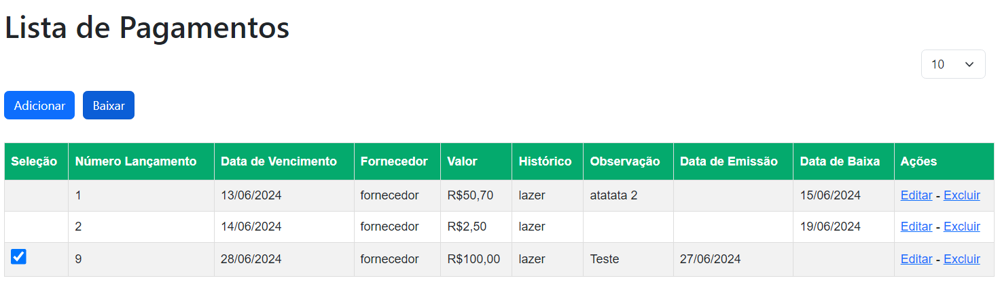 Lista de Pagamentos
10
Adicionar Baixar
Seleção Número Lançamento Data de Vencimento Fornecedor Valor Histórico Observação Data de Emissão Data de Baixa Ações
1 13/06/2024 fornecedor R$50,70 lazer atatata 2 15/06/2024 Editar - Excluir
2 14/06/2024 fornecedor R$2,50 lazer 19/06/2024 Editar - Excluir
9 28/06/2024 fornecedor R$100,00 lazer Teste 27/06/2024 Editar - Excluir